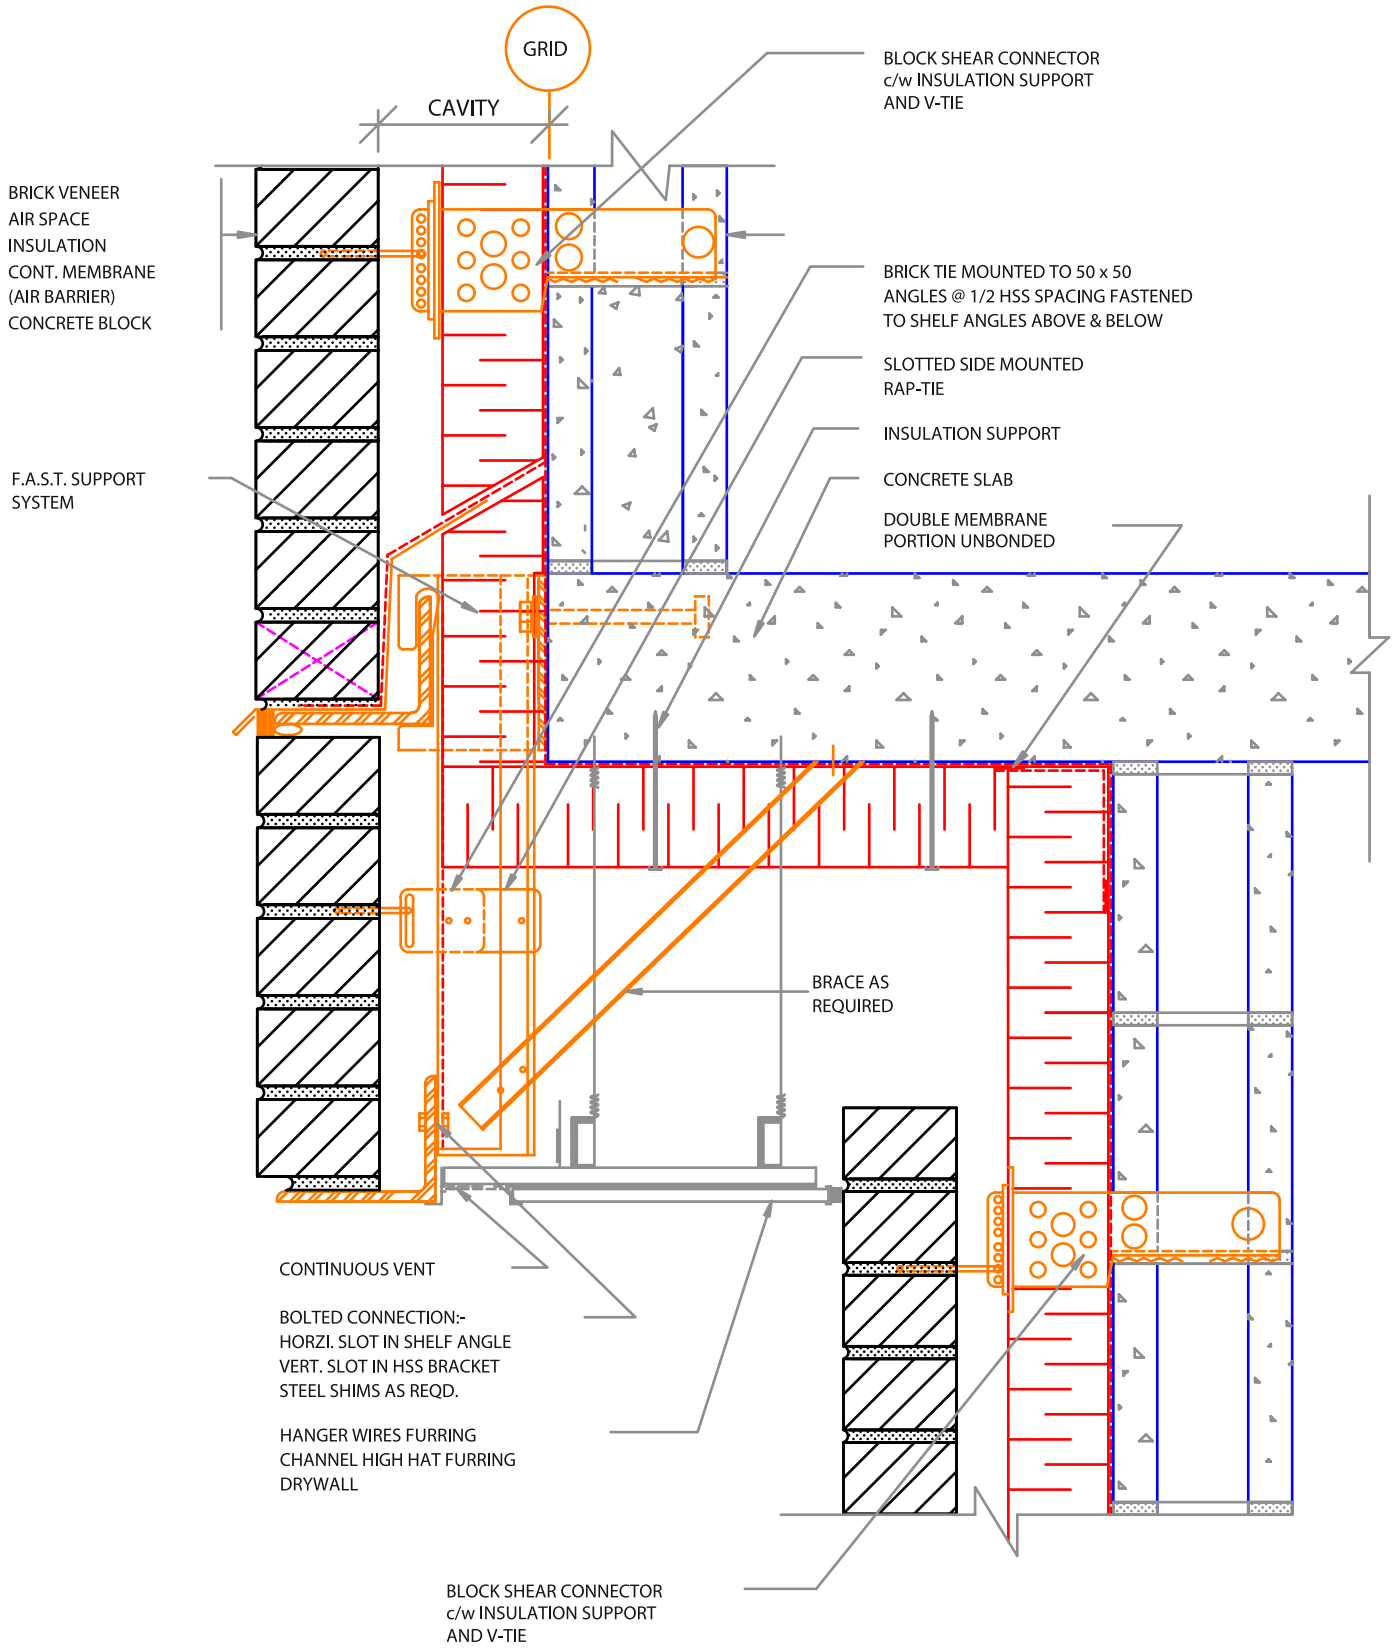 GRID
CAVITY
BLOCK SHEAR CONNECTOR
c/w INSULATION SUPPORT
AND V-TIE
BRICK VENEER
AIR SPACE
INSULATION
CONT. MEMBRANE
(AIR BARRIER)
CONCRETE BLOCK
BRICK TIE MOUNTED TO 50 x 50
ANGLES @ 1/2 HSS SPACING FASTENED
TO SHELF ANGLES ABOVE & BELOW
SLOTTED SIDE MOUNTED
RAP-TIE
INSULATION SUPPORT
F.A.S.T. SUPPORT
SYSTEM
CONCRETE SLAB
DOUBLE MEMBRANE
PORTION UNBONDED
BRACE AS
REQUIRED
CONTINUOUS VENT
BOLTED CONNECTION:-
HORZI. SLOT IN SHELF ANGLE
VERT. SLOT IN HSS BRACKET
STEEL SHIMS AS REQD.
HANGER WIRES FURRING
CHANNEL HIGH HAT FURRING
DRYWALL
BLOCK SHEAR CONNECTOR
c/w INSULATION SUPPORT
AND V-TIE